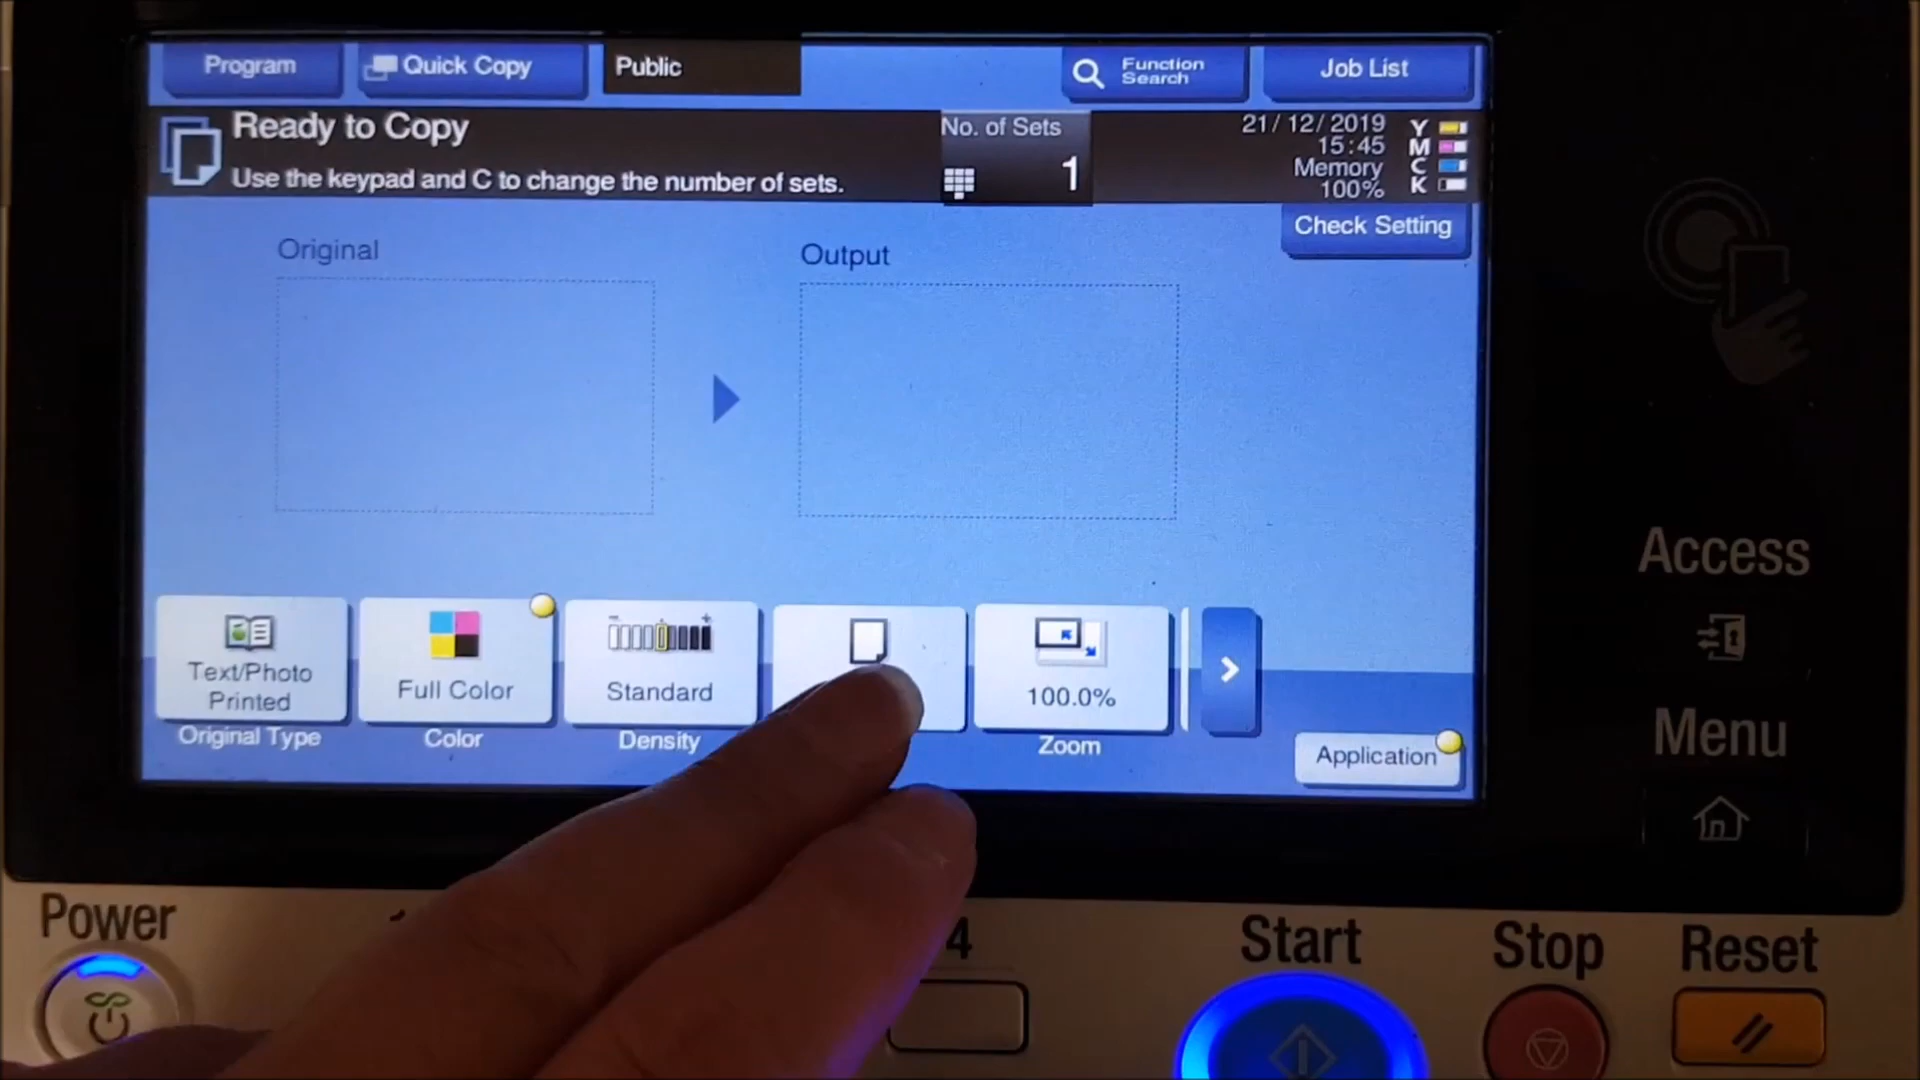 Program
Quick Copy
Public
Function
Search
Job List
Ready to Copy
Use the keypad and C to change the number of sets.
No. of Sets
1
21/12/2019
15:45
Memory
100%
Y
M
C
K
Check Setting
Original
Output
Text/Photo
Printed
Full Color
Standard
100.0%
Original Type
Color
Density
Zoom
Application
Access
Menu
Power
4
Start
Stop
Reset